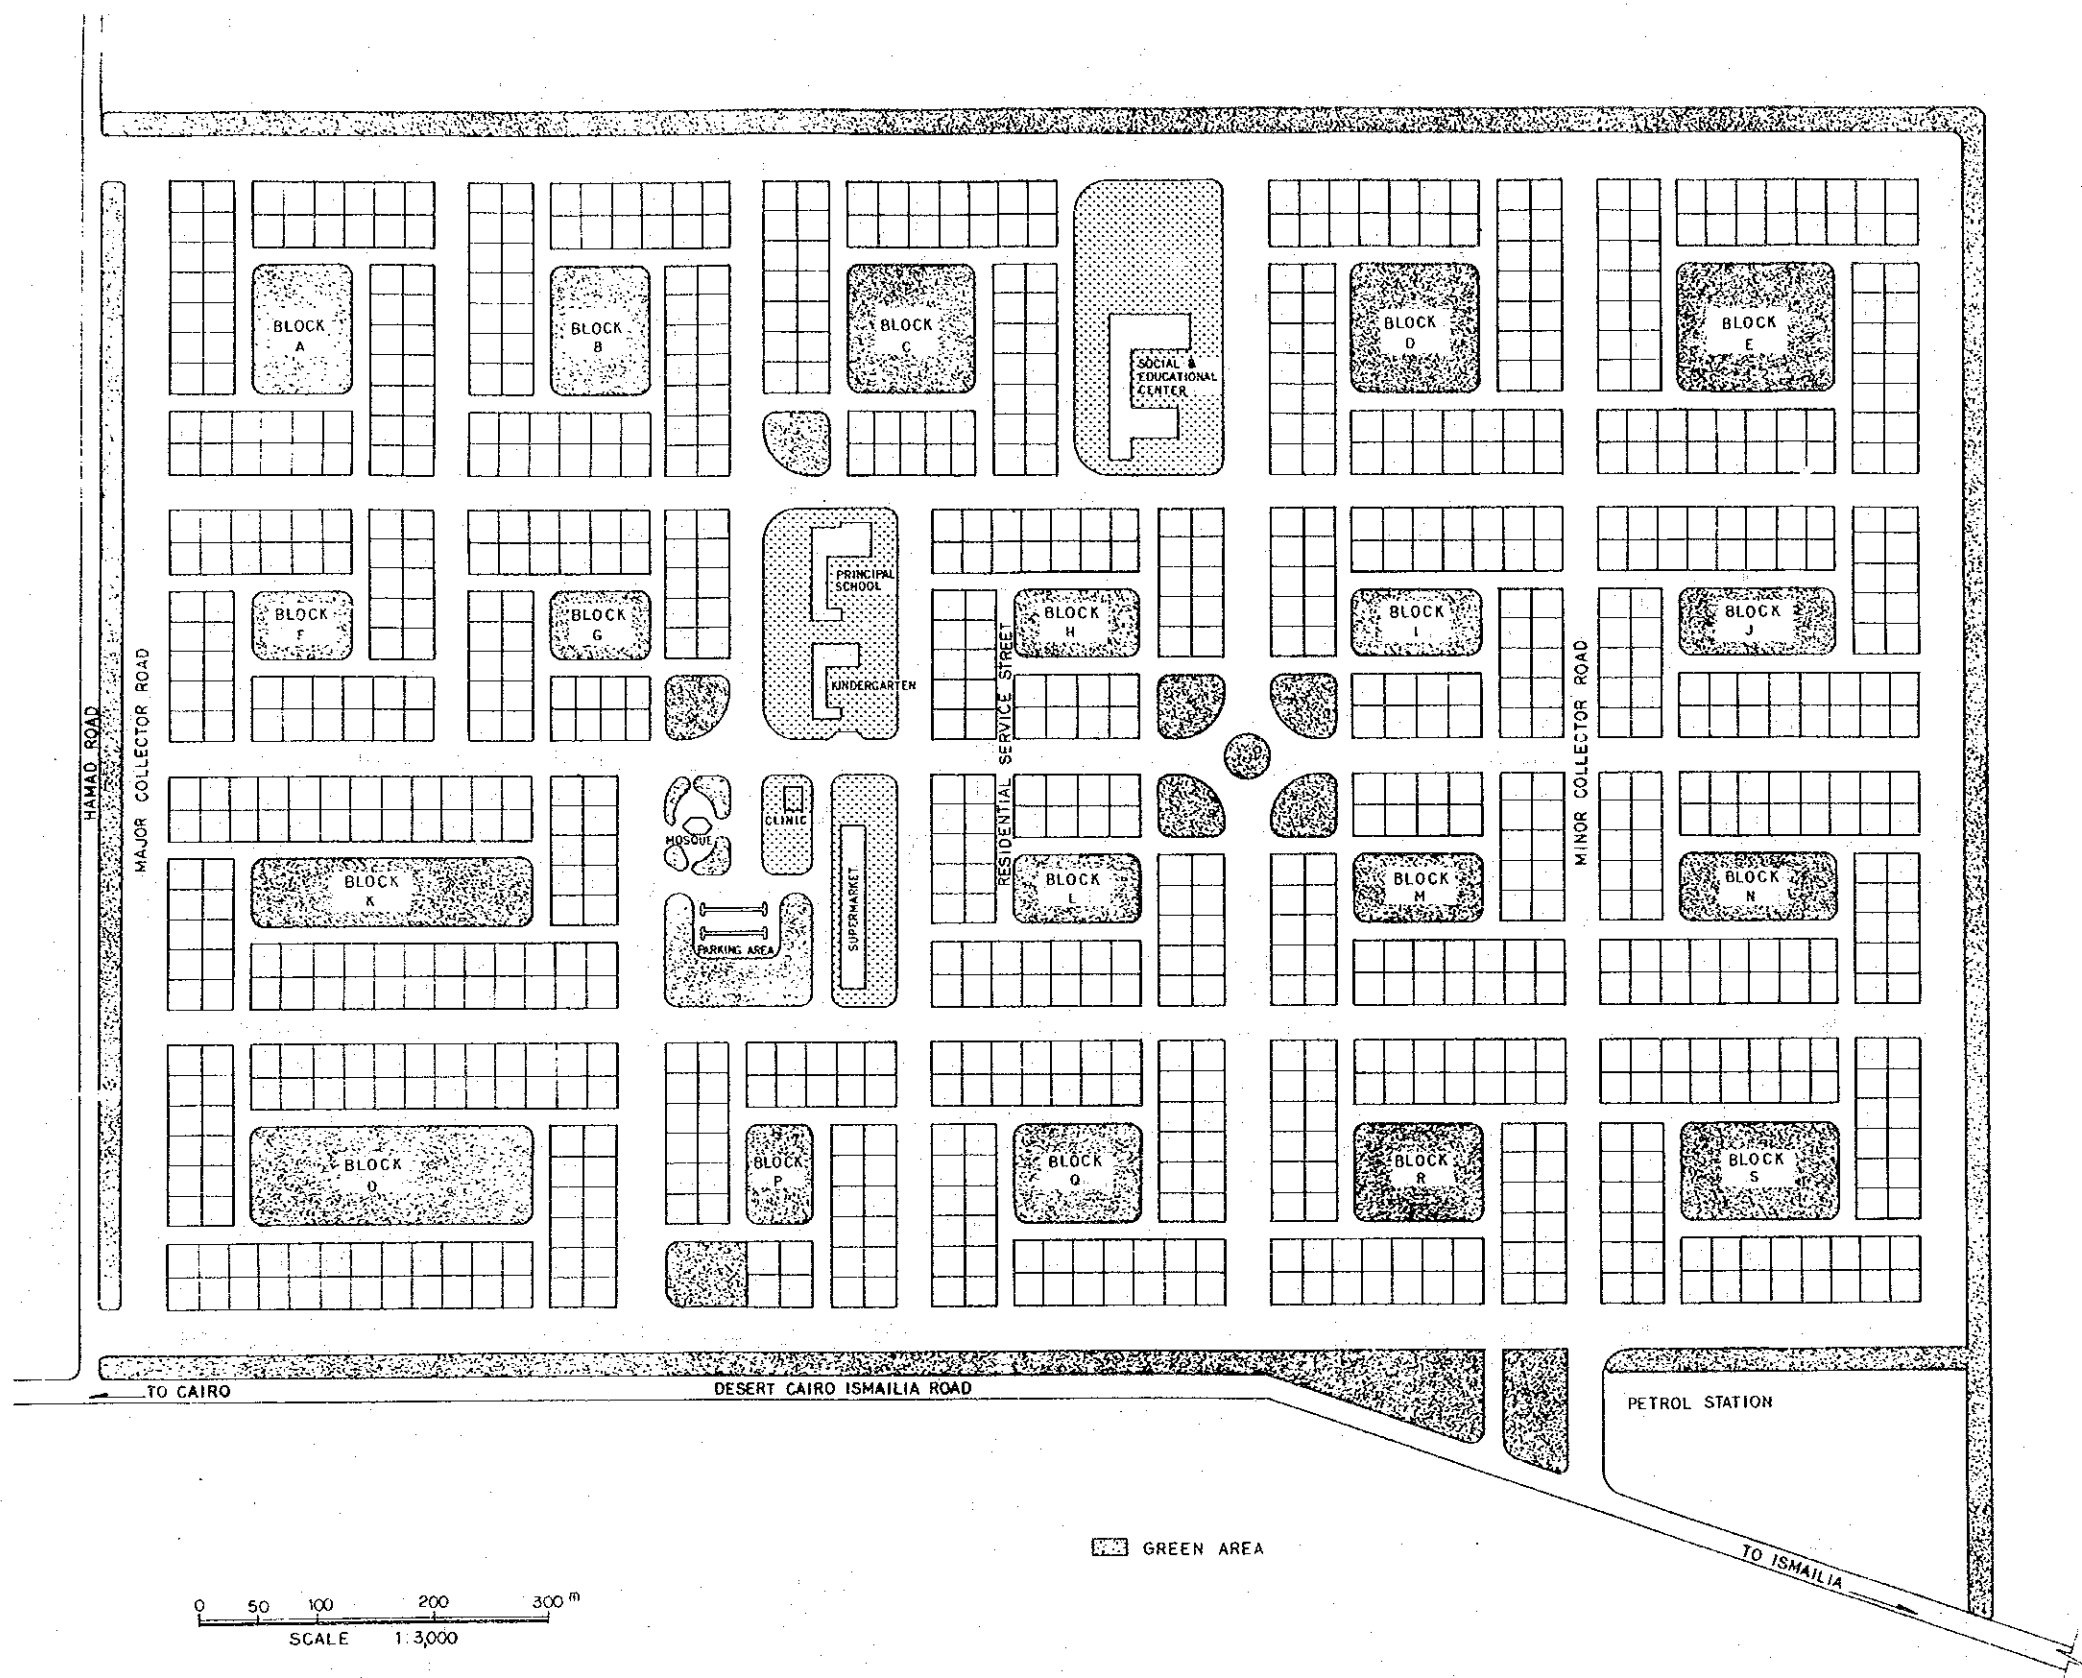 BLOCK
A
BLOCK
B
BLOCK
C
BLOCK
D
BLOCK
E
SOCIAL &
EDUCATIONAL
CENTER
PRINCIPAL
SCHOOL
KINDERGARTEN
BLOCK
F
BLOCK
G
BLOCK
H
BLOCK
I
BLOCK
J
HAMAD ROAD
MAJOR COLLECTOR ROAD
RESIDENTIAL SERVICE STREET
MINOR COLLECTOR ROAD
MOSQUE
CLINIC
SUPERMARKET
PARKING AREA
BLOCK
K
BLOCK
L
BLOCK
M
BLOCK
N
BLOCK
O
BLOCK
P
BLOCK
Q
BLOCK
R
BLOCK
S
TO CAIRO
DESERT CAIRO ISMAILIA ROAD
PETROL STATION
TO ISMAILIA
GREEN AREA
0 50 100 200 300 m
SCALE 1:3,000